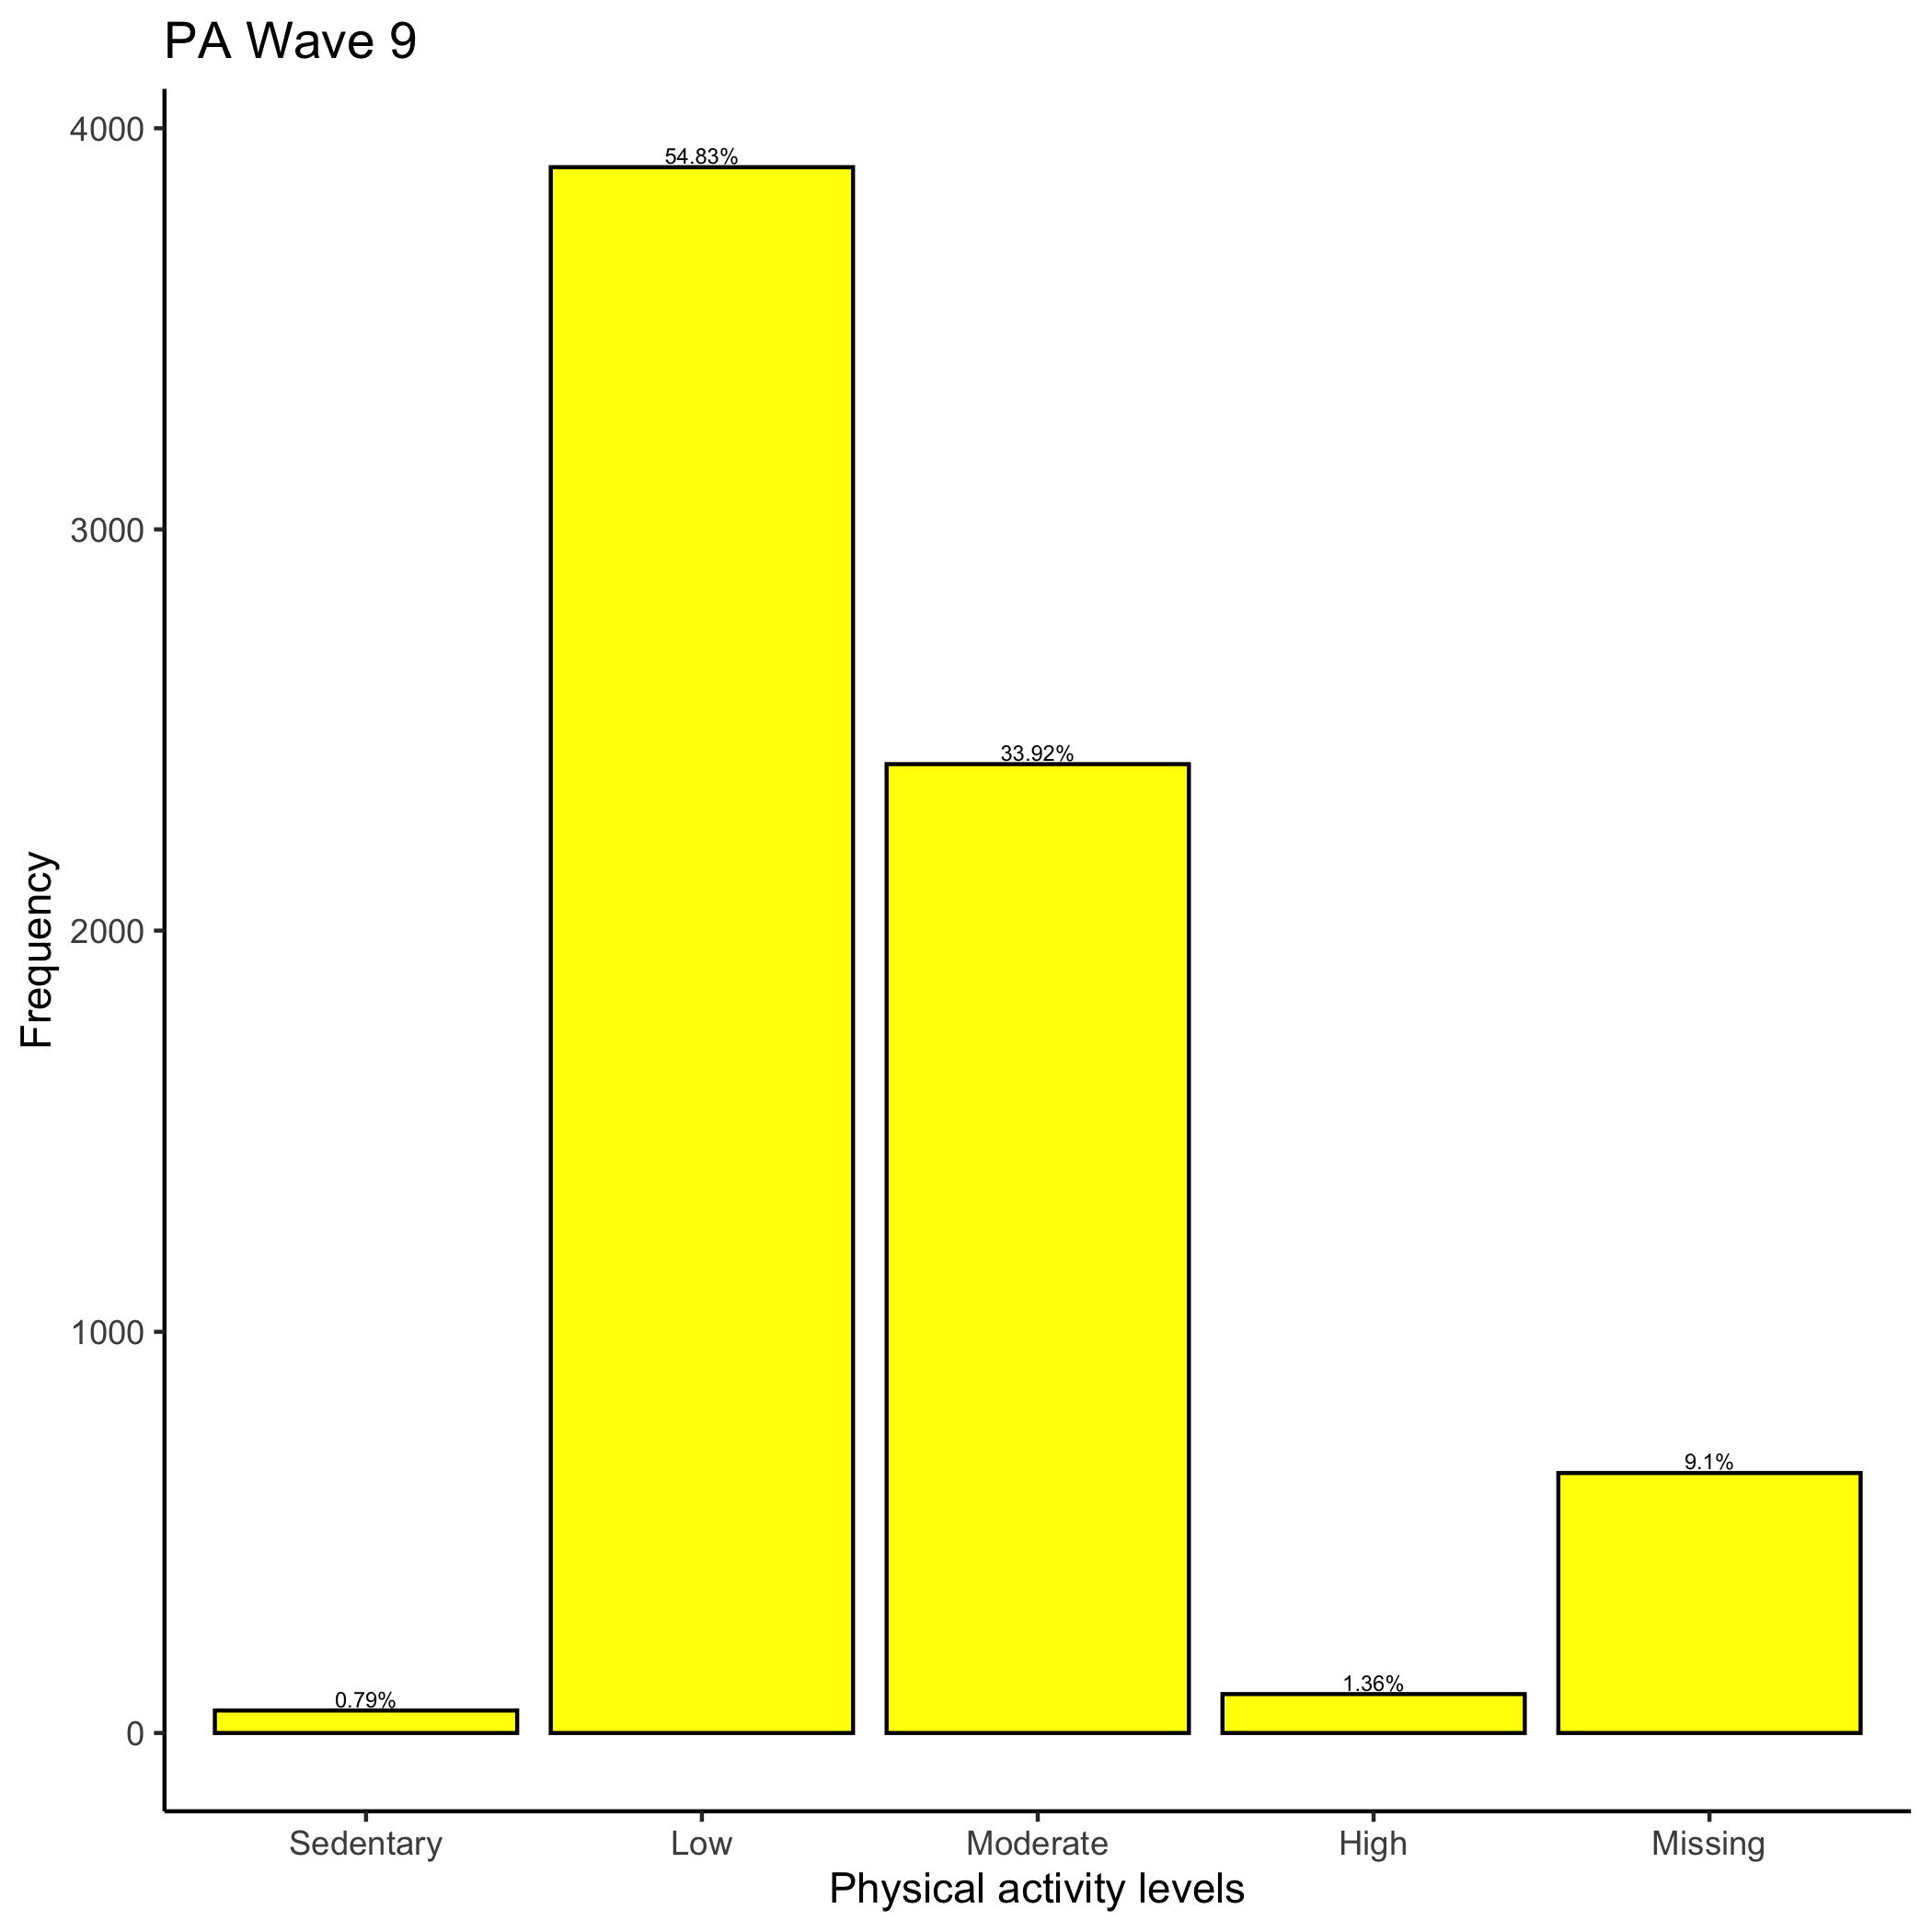 PA Wave 9
4000
3000
2000
1000
0
Frequency
0.79%
54.83%
33.92%
1.36%
9.1%
Sedentary Low Moderate High Missing
Physical activity levels